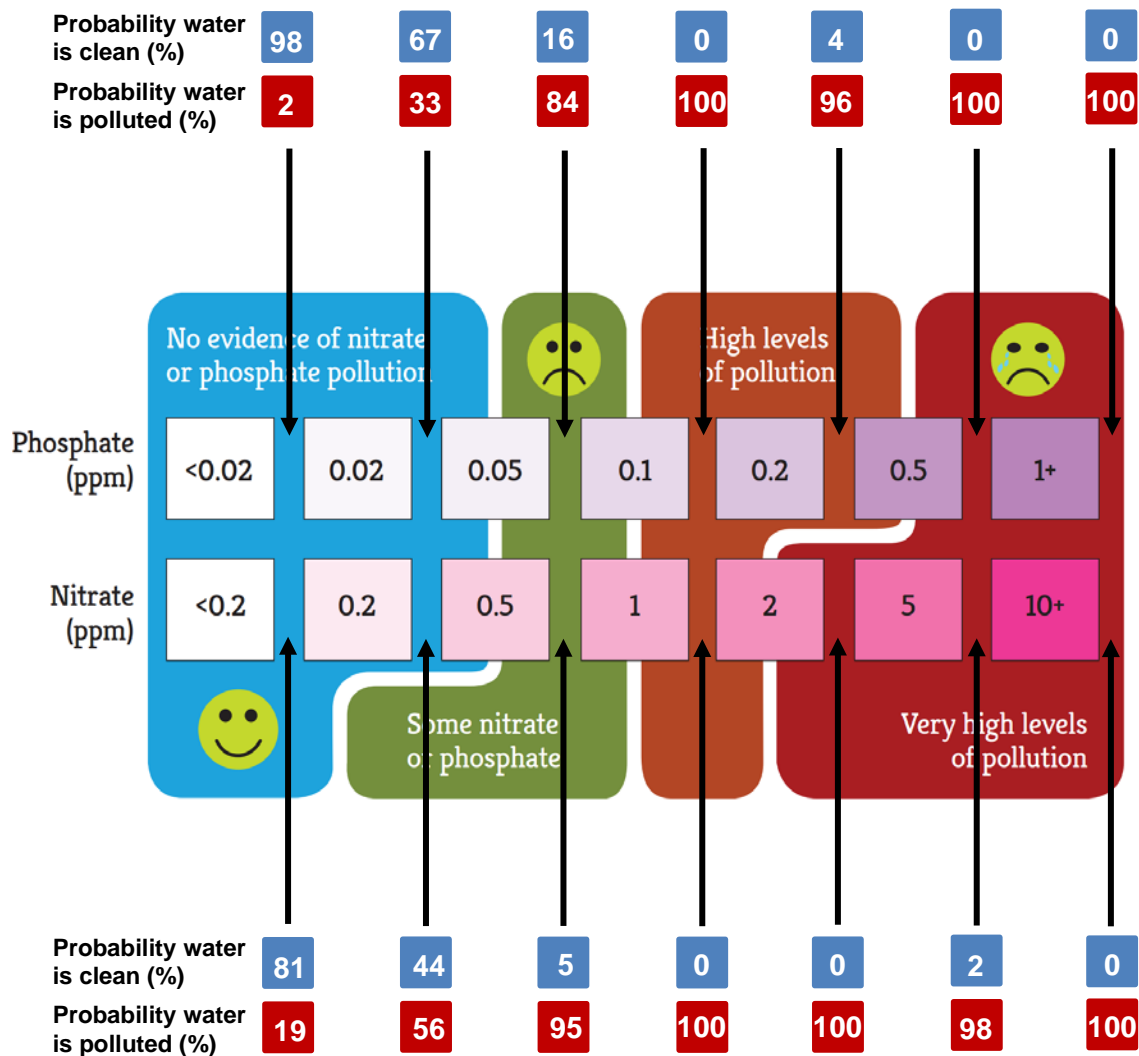 Probability water
is clean (%)
98 67 16 0 4 0 0
Probability water
is polluted (%)
2 33 84 100 96 100 100
No evidence of nitrate
or phosphate pollution
High levels
of pollution
Phosphate
(ppm)
<0.02 0.02 0.05 0.1 0.2 0.5 1+
Nitrate
(ppm)
<0.2 0.2 0.5 1 2 5 10+
Some nitrate
or phosphate
Very high levels
of pollution
Probability water
is clean (%)
81 44 5 0 0 2 0
Probability water
is polluted (%)
19 56 95 100 100 98 100